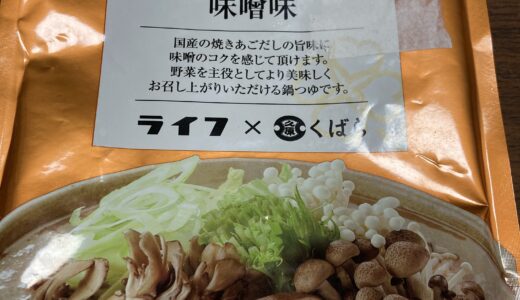 味噌味
国産の焼きあごだしの旨味に
味噌のコクを感じて頂けます。
野菜を主役としてより美味しく
お召し上がりいただける鍋つゆです。
ライフ × 久原 くばら